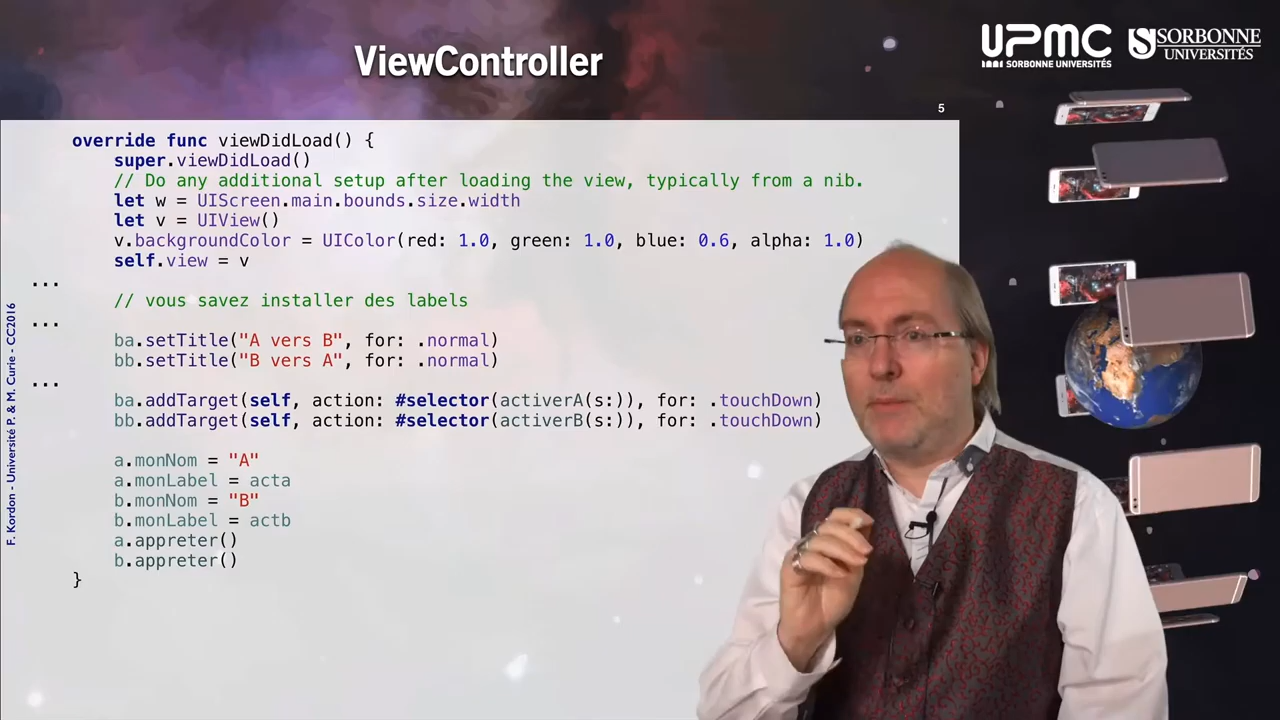 ViewController
UPMC
SORBONNE UNIVERSITÉS
SORBONNE
UNIVERSITÉS
5
override func viewDidLoad() {
super.viewDidLoad()
// Do any additional setup after loading the view, typically from a nib.
let w = UIScreen.main.bounds.size.width
let v = UIView()
v.backgroundColor = UIColor(red: 1.0, green: 1.0, blue: 0.6, alpha: 1.0)
self.view = v
...
// vous savez installer des labels
...
ba.setTitle("A vers B", for: .normal)
bb.setTitle("B vers A", for: .normal)
...
ba.addTarget(self, action: #selector(activerA(s:)), for: .touchDown)
bb.addTarget(self, action: #selector(activerB(s:)), for: .touchDown)
a.monNom = "A"
a.monLabel = acta
b.monNom = "B"
b.monLabel = actb
a.appreter()
b.appreter()
}
F. Kordon - Université P. & M. Curie - CC2016